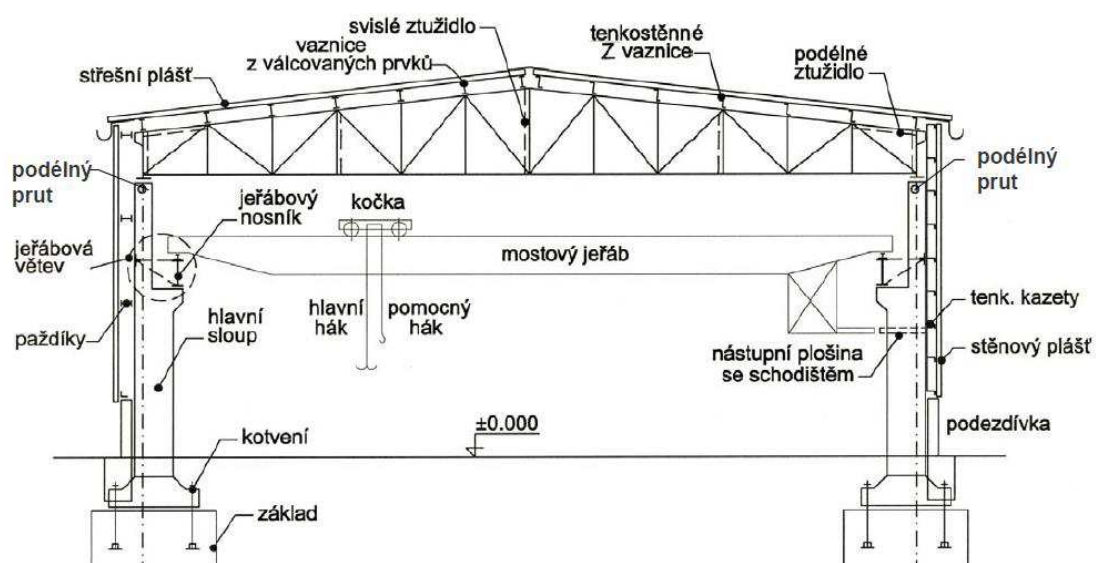 svislé ztužidlo
vaznice
z válcovaných prvků
střešní plášť
tenkostěnné
Z vaznice
podélné
ztužidlo
podélný
prut
podélný
prut
jeřábový
nosník
kočka
jeřábová
větev
mostový jeřáb
paždíky
hlavní
sloup
hlavní
hák
pomocný
hák
tenk. kazety
stěnový plášť
nástupní plošina
se schodištěm
podezdívka
kotvení
±0.000
základ